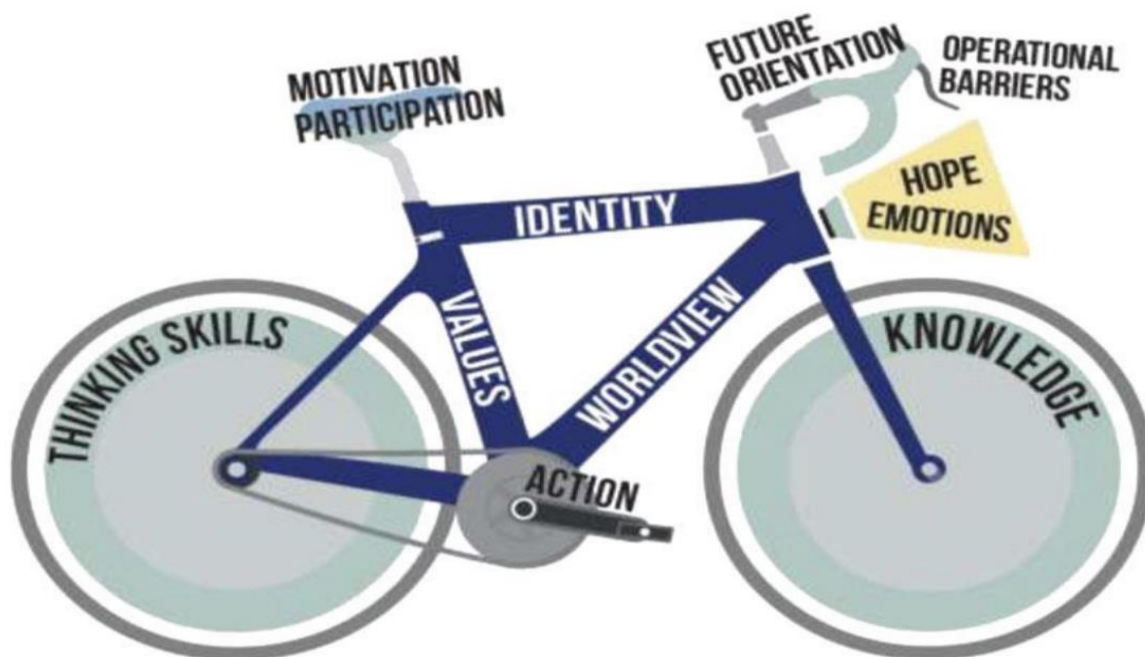 MOTIVATION
PARTICIPATION
FUTURE
ORIENTATION
OPERATIONAL
BARRIERS
HOPE
EMOTIONS
IDENTITY
VALUES
WORLDVIEW
THINKING SKILLS
KNOWLEDGE
ACTION